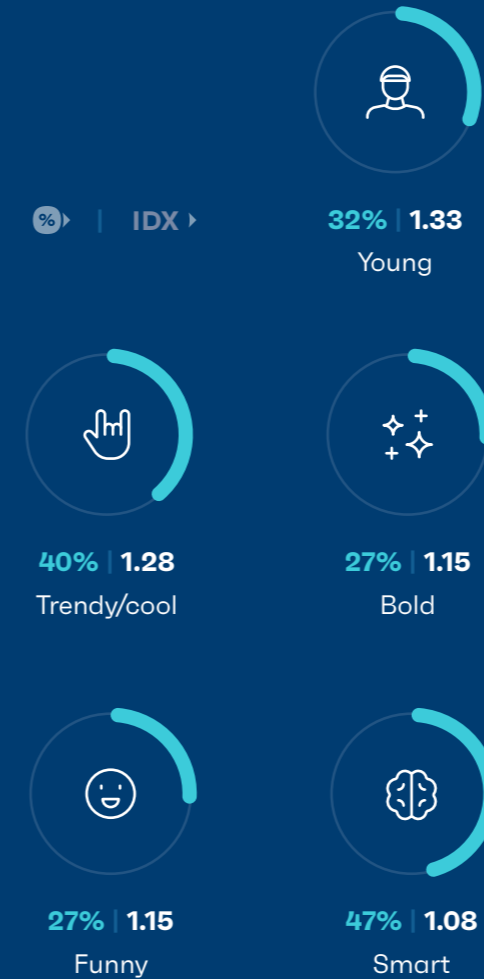 % | IDX
32% | 1.33
Young
40% | 1.28
Trendy/cool
27% | 1.15
Bold
27% | 1.15
Funny
47% | 1.08
Smart